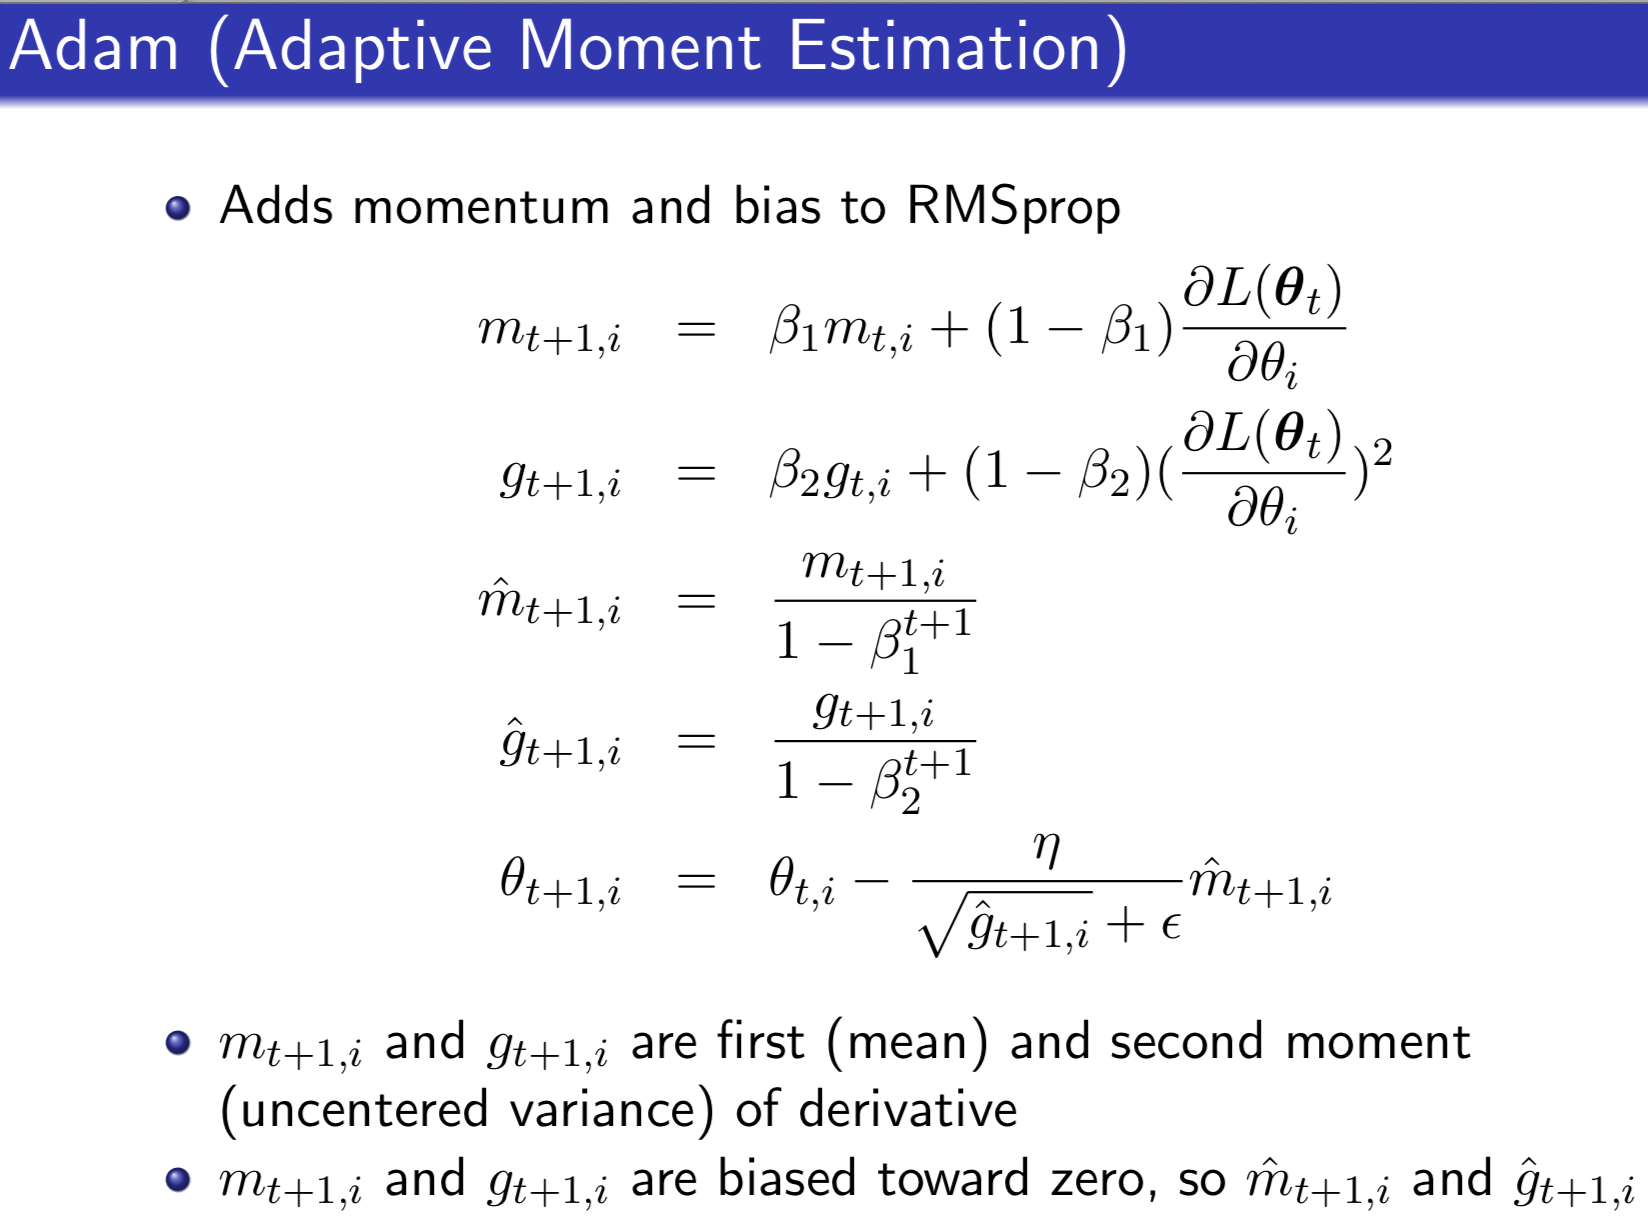 Adam (Adaptive Moment Estimation)
Adds momentum and bias to RMSprop
$m_{t+1,i} = \beta_1 m_{t,i} + (1 - \beta_1)\frac{\partial L(\boldsymbol{\theta}_t)}{\partial \theta_i}$
$g_{t+1,i} = \beta_2 g_{t,i} + (1 - \beta_2)(\frac{\partial L(\boldsymbol{\theta}_t)}{\partial \theta_i})^2$
$\hat{m}_{t+1,i} = \frac{m_{t+1,i}}{1 - \beta_1^{t+1}}$
$\hat{g}_{t+1,i} = \frac{g_{t+1,i}}{1 - \beta_2^{t+1}}$
$\theta_{t+1,i} = \theta_{t,i} - \frac{\eta}{\sqrt{\hat{g}_{t+1,i}} + \epsilon}\hat{m}_{t+1,i}$
$m_{t+1,i}$ and $g_{t+1,i}$ are first (mean) and second moment
(uncentered variance) of derivative
$m_{t+1,i}$ and $g_{t+1,i}$ are biased toward zero, so $\hat{m}_{t+1,i}$ and $\hat{g}_{t+1,i}$